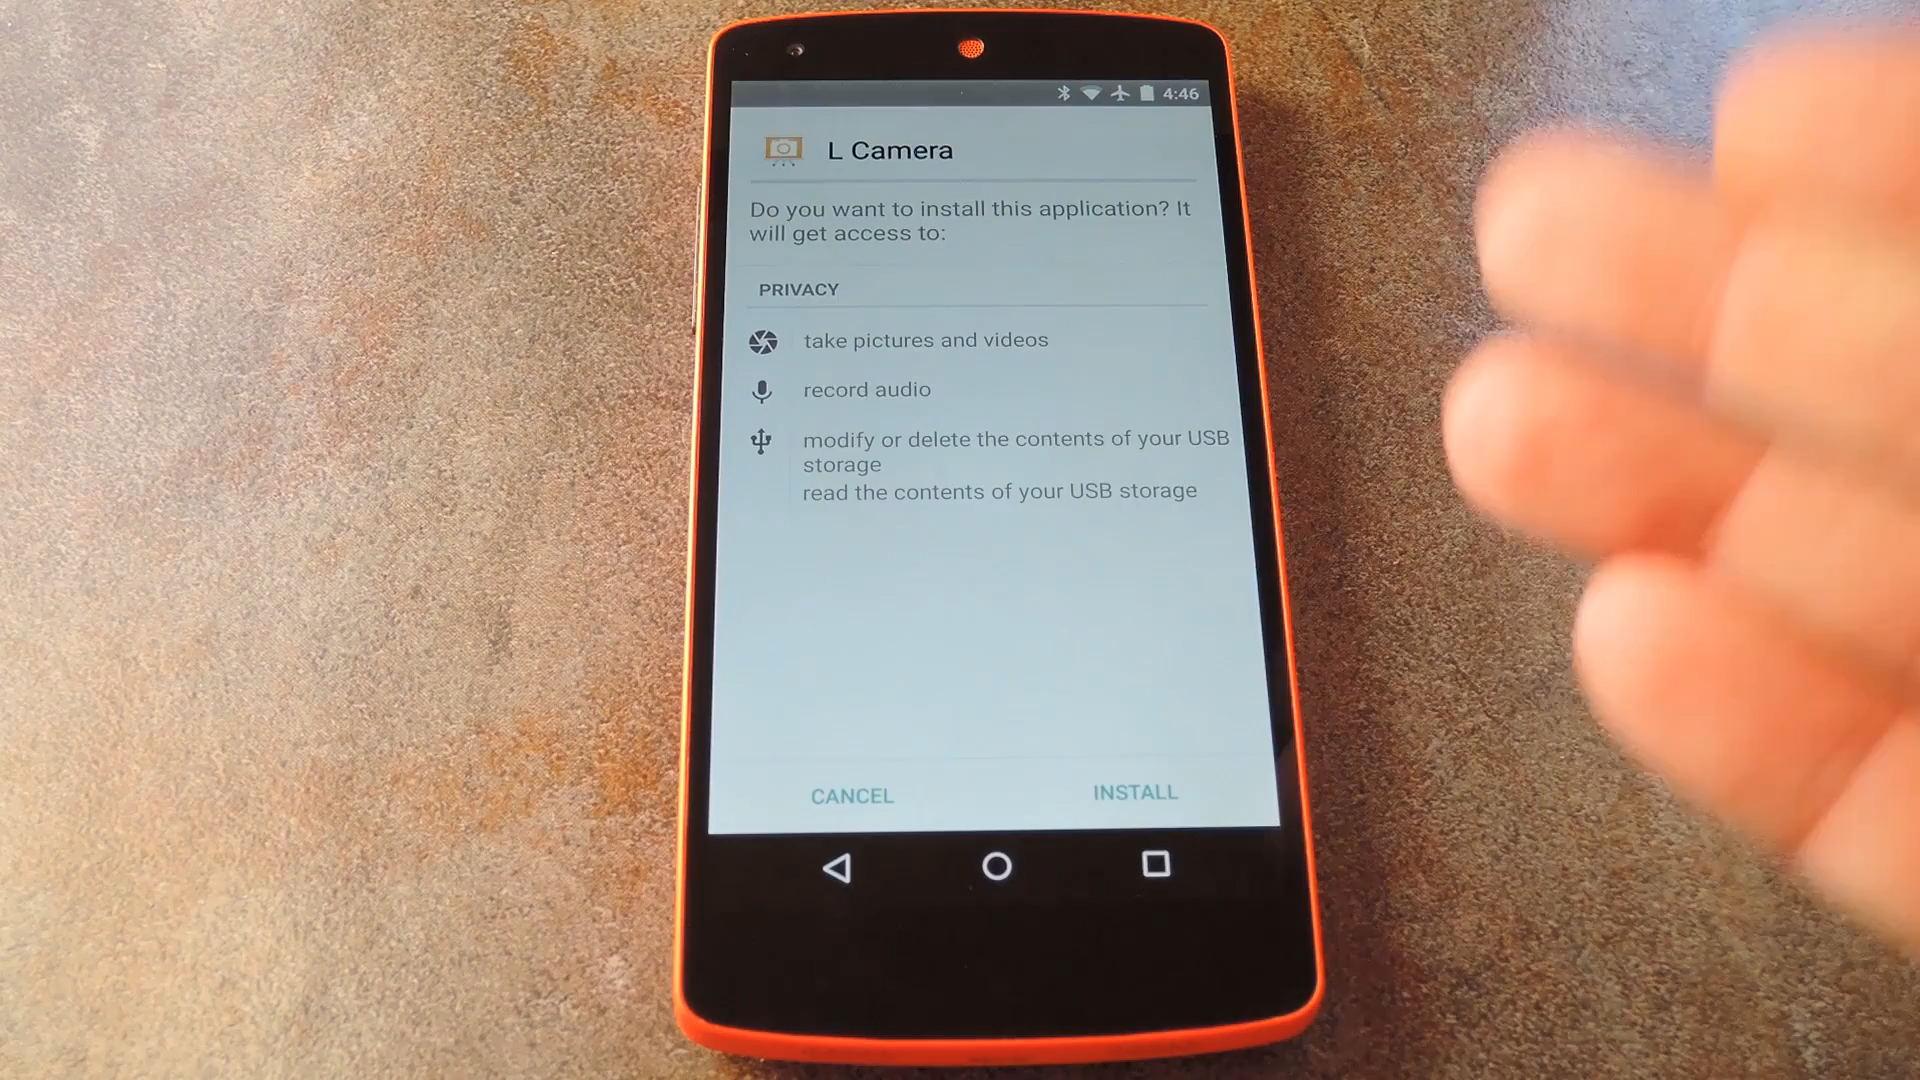 4:46
L Camera
Do you want to install this application? It
will get access to:
PRIVACY
take pictures and videos
record audio
modify or delete the contents of your USB
storage
read the contents of your USB storage
CANCEL
INSTALL